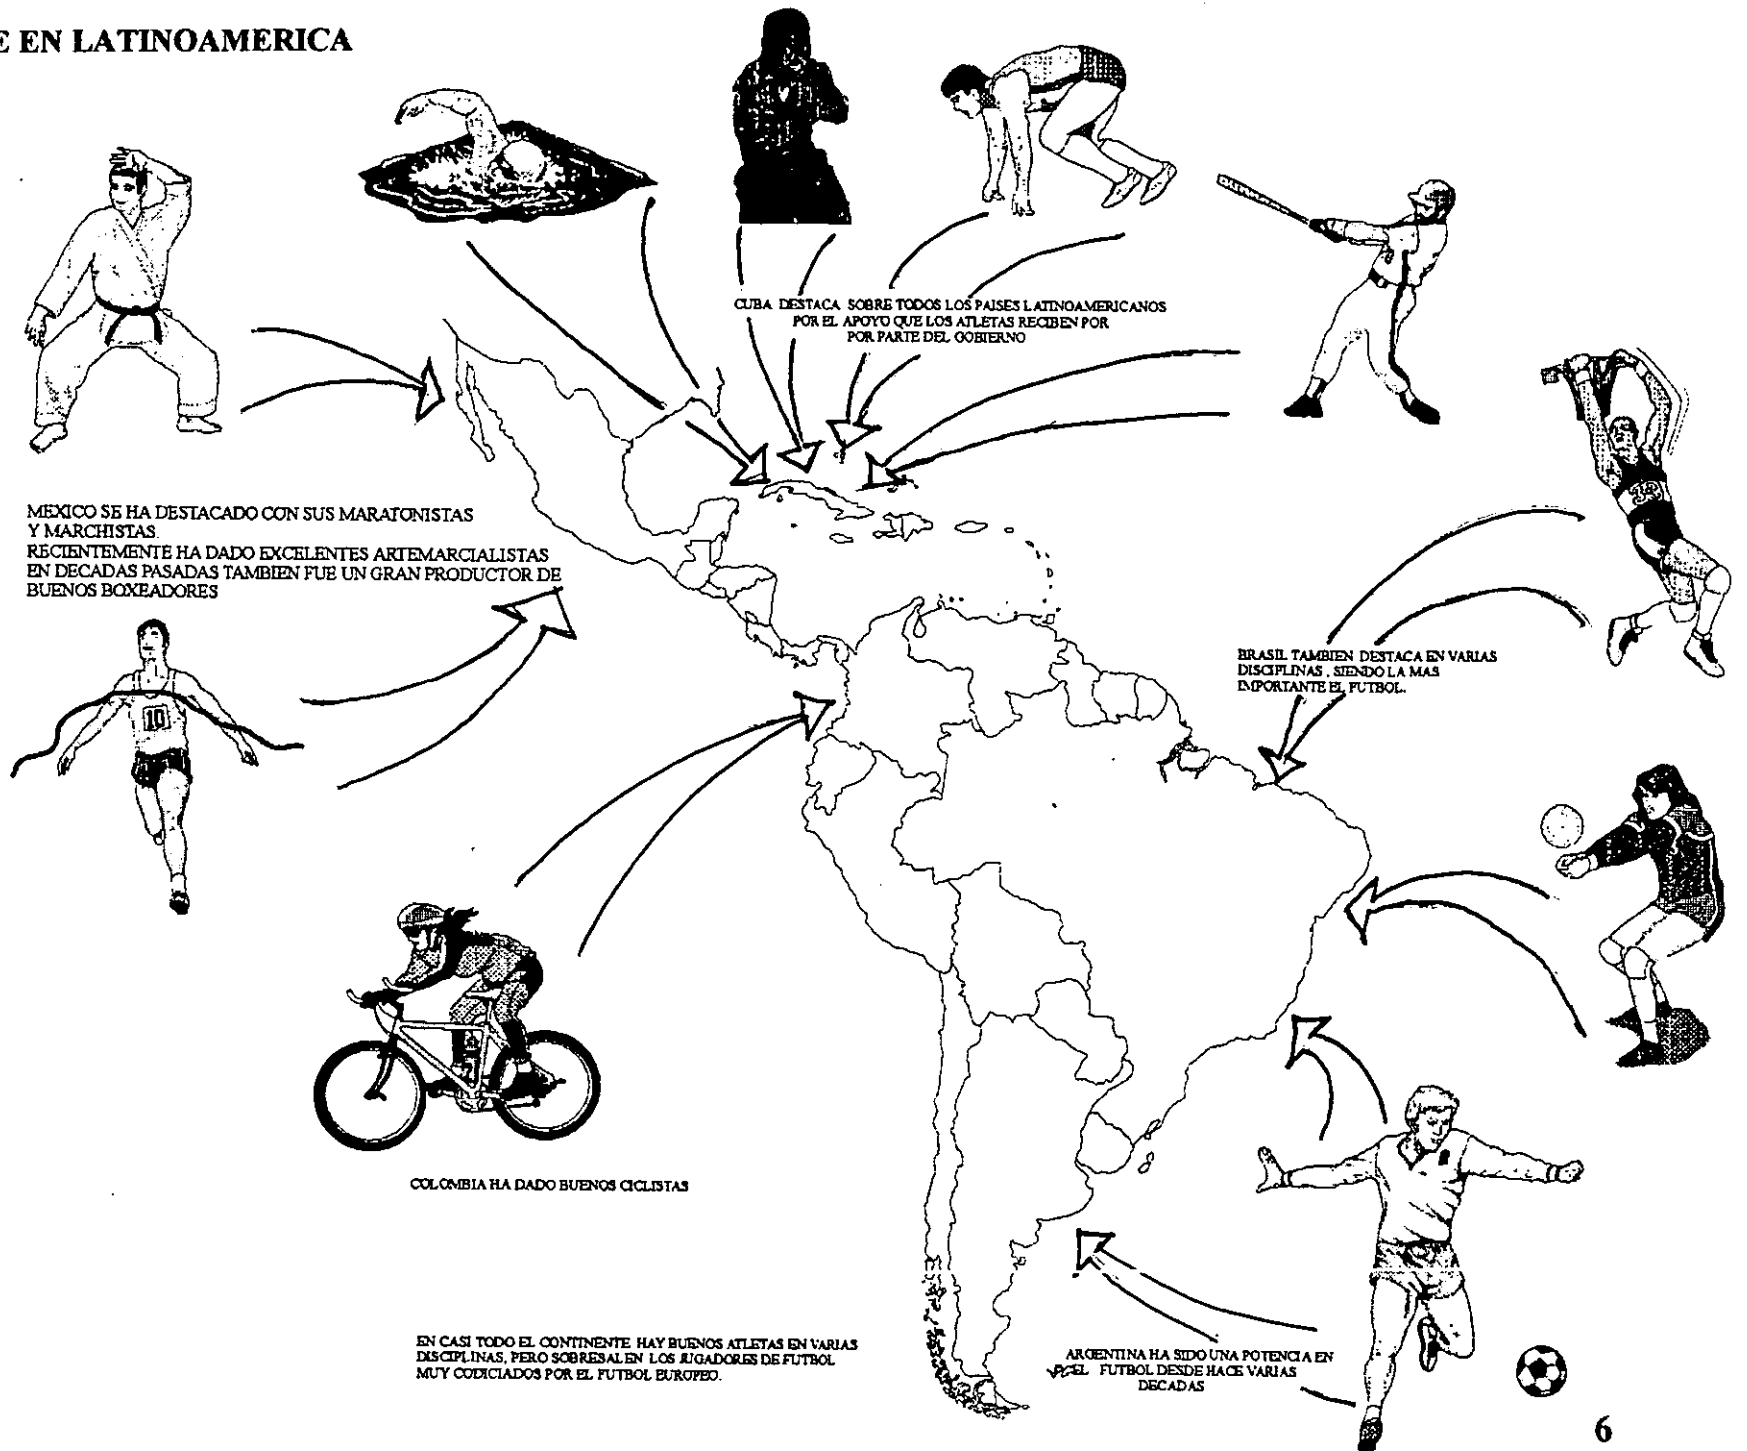 E EN LATINOAMERICA
CUBA DESTACA SOBRE TODOS LOS PAISES LATINOAMERICANOS
POR EL APOYO QUE LOS ATLETAS RECIBEN POR
POR PARTE DEL GOBIERNO
MEXICO SE HA DESTACADO CON SUS MARATONISTAS
Y MARCHISTAS.
RECIENTEMENTE HA DADO EXCELENTES ARTEMARCIALISTAS
EN DECADAS PASADAS TAMBIEN FUE UN GRAN PRODUCTOR DE
BUENOS BOXEADORES
10
BRASIL TAMBIEN DESTACA EN VARIAS
DISCIPLINAS, SIENDO LA MAS
IMPORTANTE EL FUTBOL.
COLOMBIA HA DADO BUENOS CICLISTAS
EN CASI TODO EL CONTINENTE HAY BUENOS ATLETAS EN VARIAS
DISCIPLINAS, PERO SOBRESALEN LOS JUGADORES DE FUTBOL
MUY CODICIADOS POR EL FUTBOL EUROPEO.
ARGENTINA HA SIDO UNA POTENCIA EN
EL FUTBOL DESDE HACE VARIAS
DECADAS
6